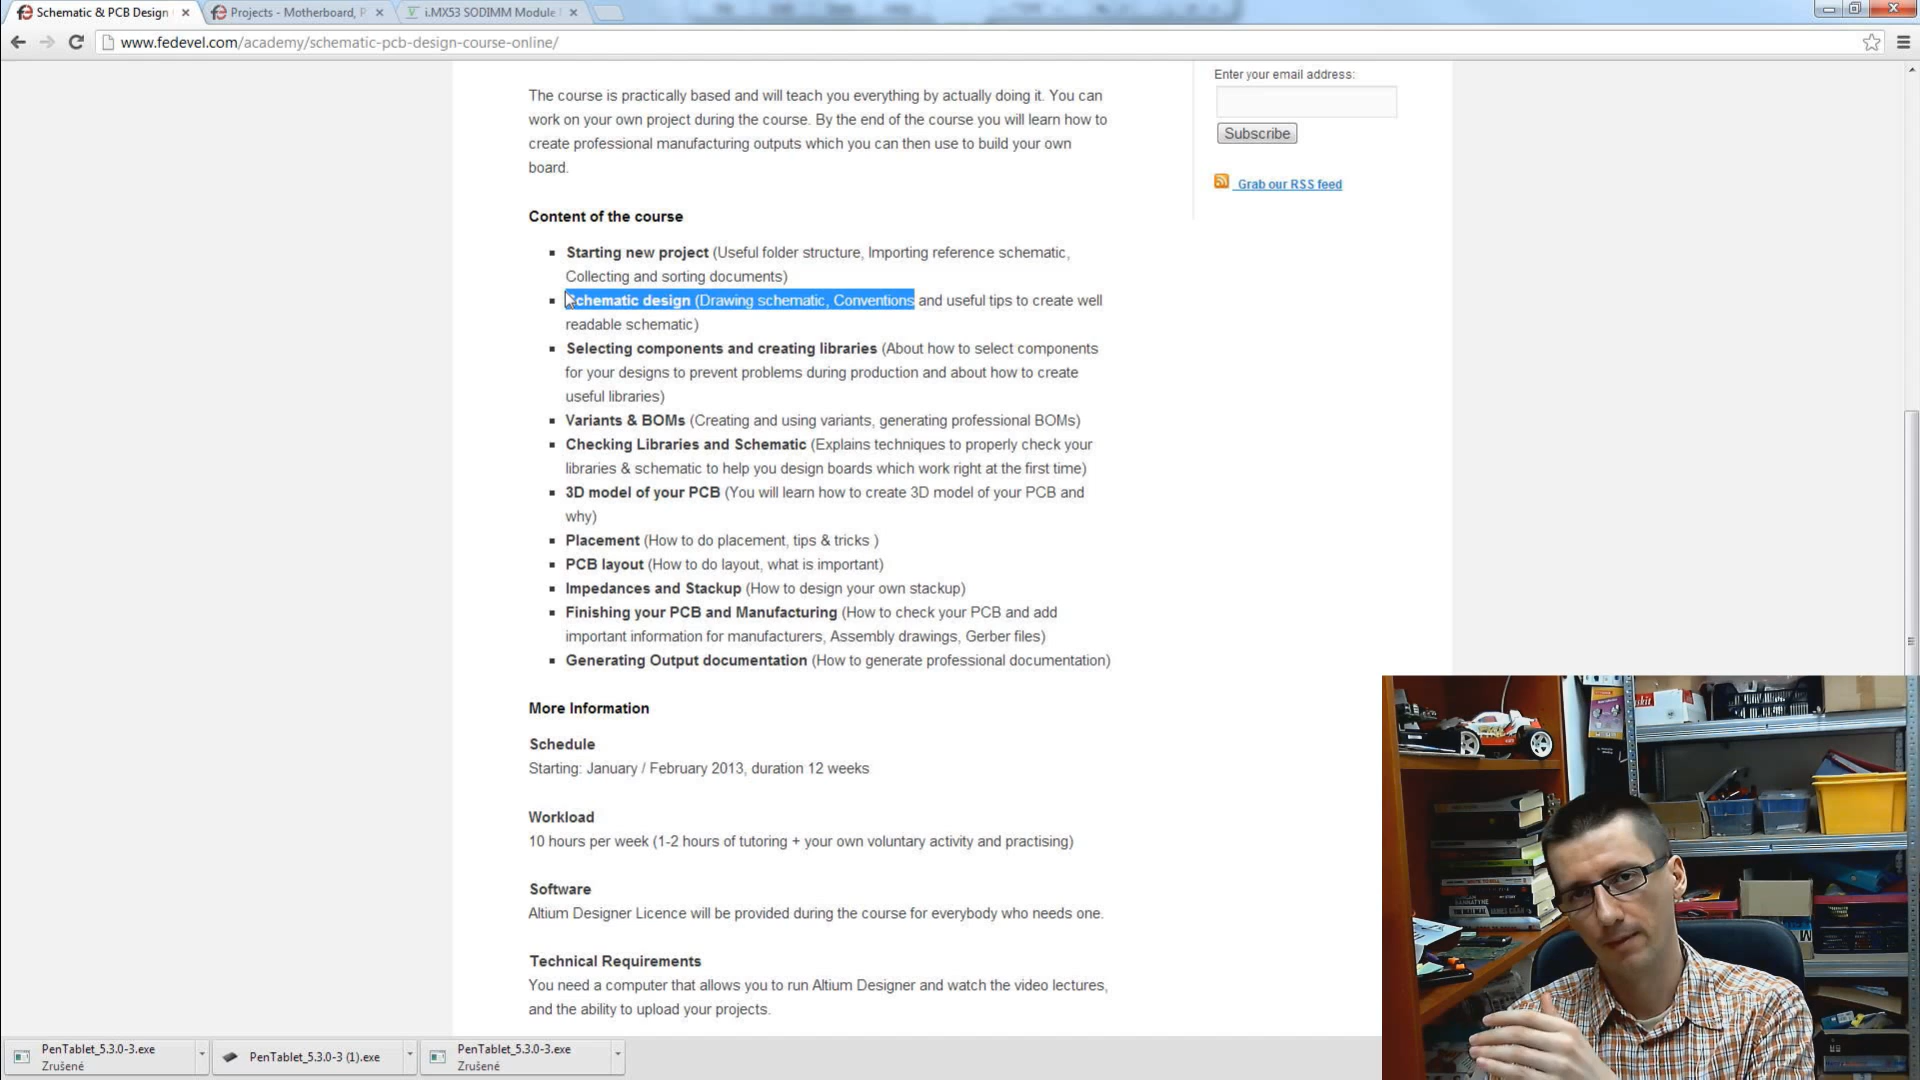 Schematic & PCB Design
Projects - Motherboard, P
i.MX53 SODIMM Module
www.fedevel.com/academy/schematic-pcb-design-course-online/
Enter your email address:
Subscribe
Grab our RSS feed
The course is practically based and will teach you everything by actually doing it. You can
work on your own project during the course. By the end of the course you will learn how to
create professional manufacturing outputs which you can then use to build your own
board.
Content of the course
Starting new project (Useful folder structure, Importing reference schematic,
Collecting and sorting documents)
Schematic design (Drawing schematic, Conventions and useful tips to create well
readable schematic)
Selecting components and creating libraries (About how to select components
for your designs to prevent problems during production and about how to create
useful libraries)
Variants & BOMs (Creating and using variants, generating professional BOMs)
Checking Libraries and Schematic (Explains techniques to properly check your
libraries & schematic to help you design boards which work right at the first time)
3D model of your PCB (You will learn how to create 3D model of your PCB and
why)
Placement (How to do placement, tips & tricks )
PCB layout (How to do layout, what is important)
Impedances and Stackup (How to design your own stackup)
Finishing your PCB and Manufacturing (How to check your PCB and add
important information for manufacturers, Assembly drawings, Gerber files)
Generating Output documentation (How to generate professional documentation)
More Information
Schedule
Starting: January / February 2013, duration 12 weeks
Workload
10 hours per week (1-2 hours of tutoring + your own voluntary activity and practising)
Software
Altium Designer Licence will be provided during the course for everybody who needs one.
Technical Requirements
You need a computer that allows you to run Altium Designer and watch the video lectures,
and the ability to upload your projects.
PenTablet_5.3.0-3.exe
Zrušené
PenTablet_5.3.0-3 (1).exe
PenTablet_5.3.0-3.exe
Zrušené